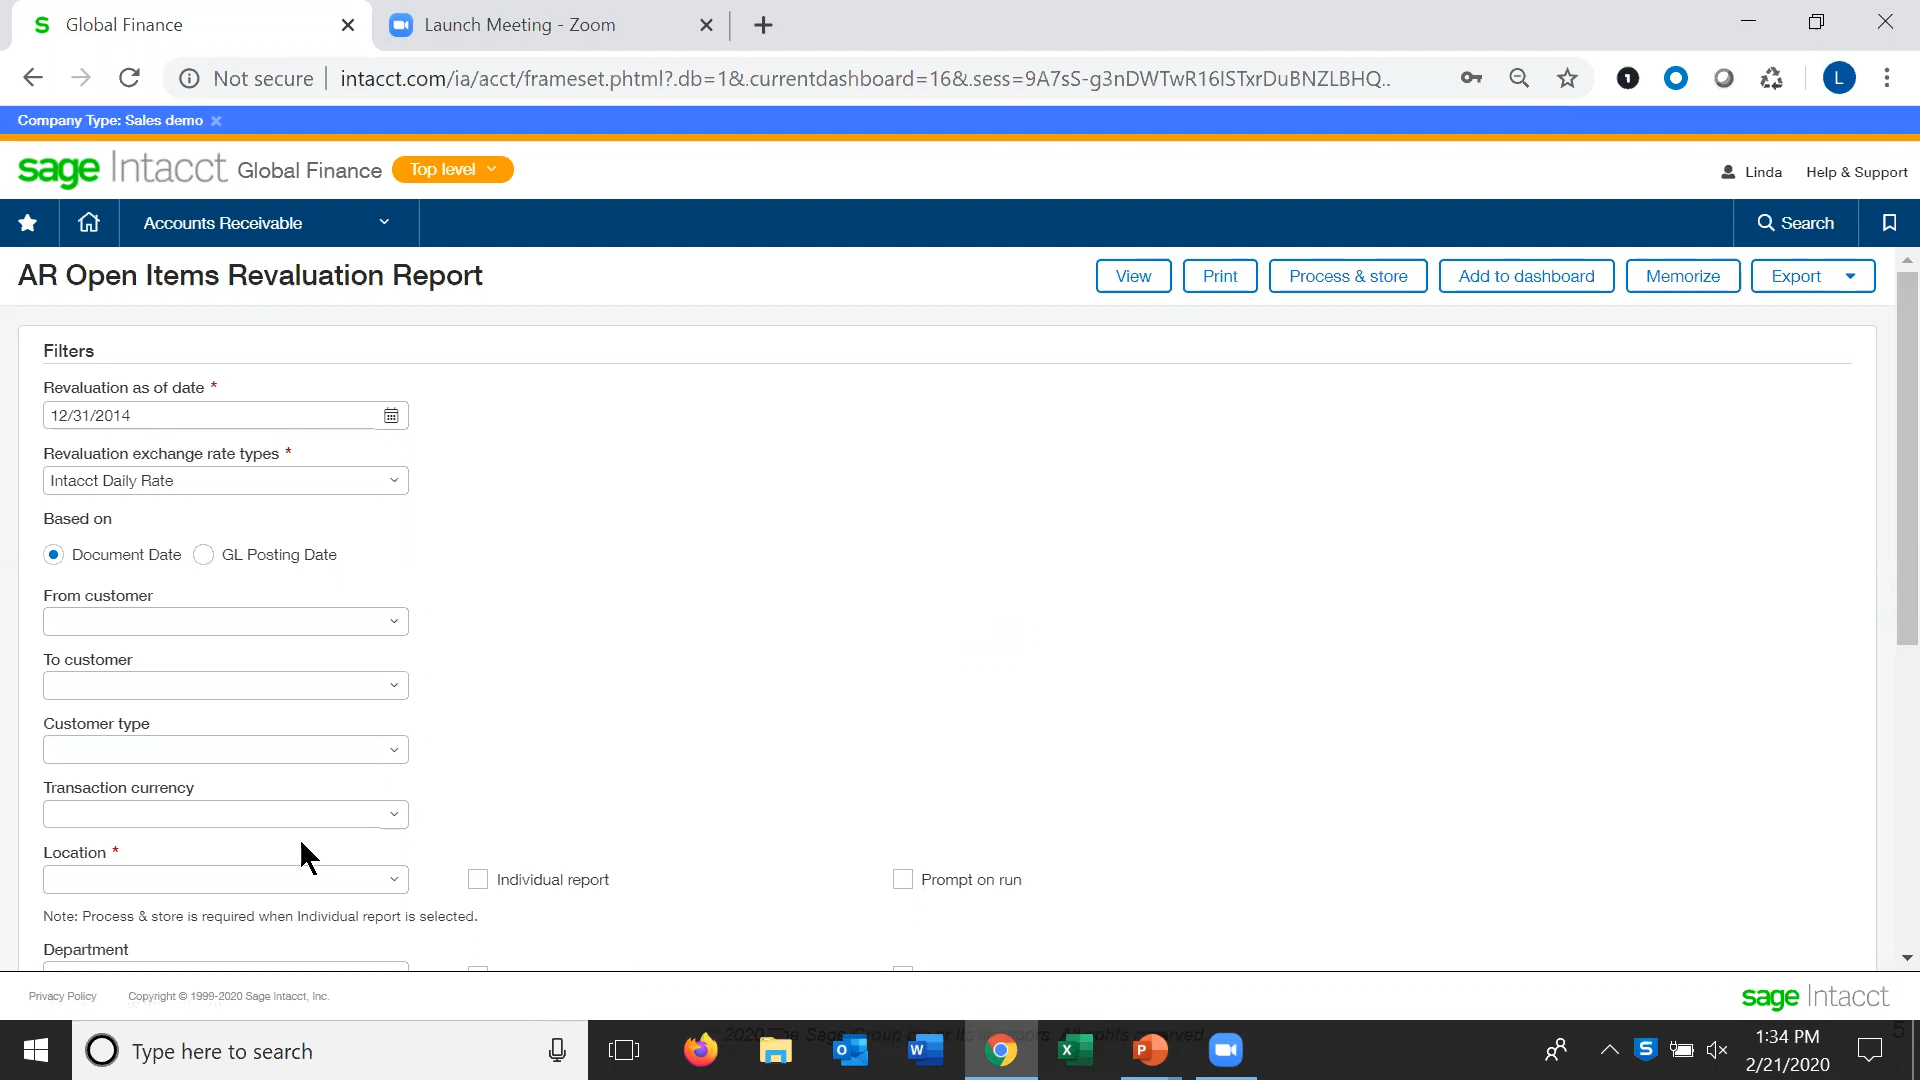 Global Finance
Launch Meeting - Zoom
Not secure
intacct.com/ia/acct/frameset.phtml?.db=1&.currentdashboard=16&.sess=9A7sS-g3nDWTwR16ISTxrDuBNZLBHQ..
L
Company Type: Sales demo
sage Intacct Global Finance Top level
Linda Help & Support
Accounts Receivable
Search
AR Open Items Revaluation Report
View Print Process & store Add to dashboard Memorize Export
Filters
Revaluation as of date *
12/31/2014
Revaluation exchange rate types *
Intacct Daily Rate
Based on
Document Date GL Posting Date
From customer
To customer
Customer type
Transaction currency
Location *
Individual report Prompt on run
Note: Process & store is required when Individual report is selected.
Department
Privacy Policy Copyright © 1999-2020 Sage Intacct, Inc.
sage Intacct
Type here to search
1:34 PM
2/21/2020